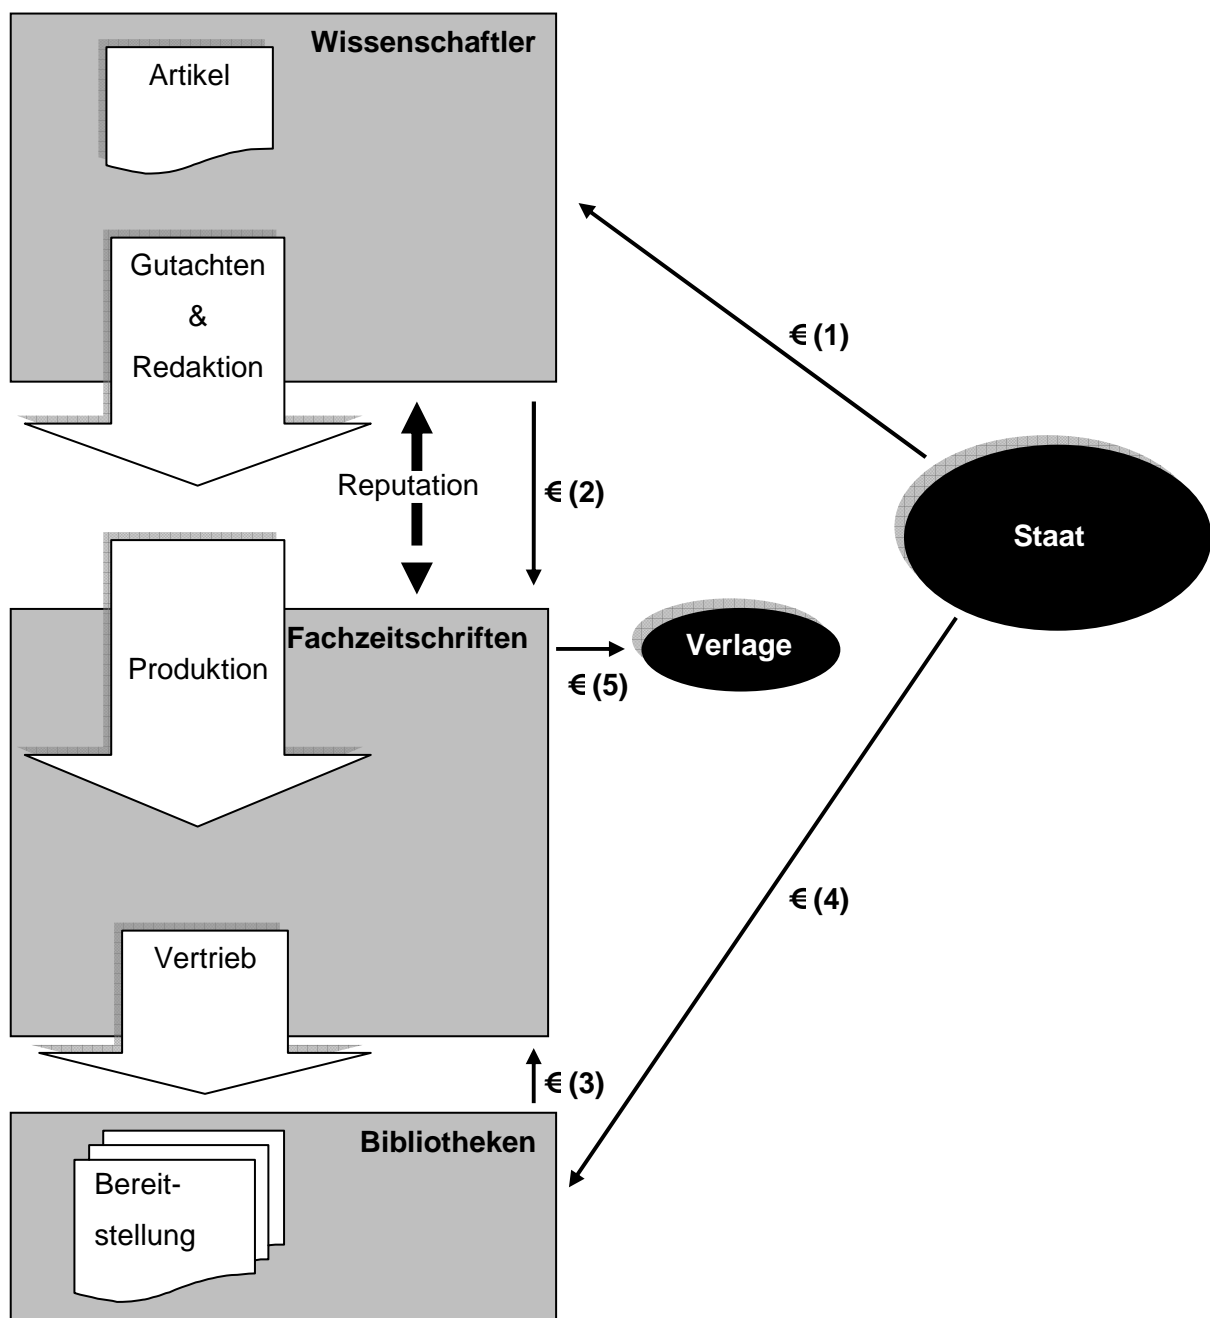 Wissenschaftler
Artikel
Gutachten
&
Redaktion
€ (1)
Reputation
€ (2)
Staat
Fachzeitschriften
Produktion
Verlage
€ (5)
€ (4)
Vertrieb
€ (3)
Bibliotheken
Bereit-
stellung